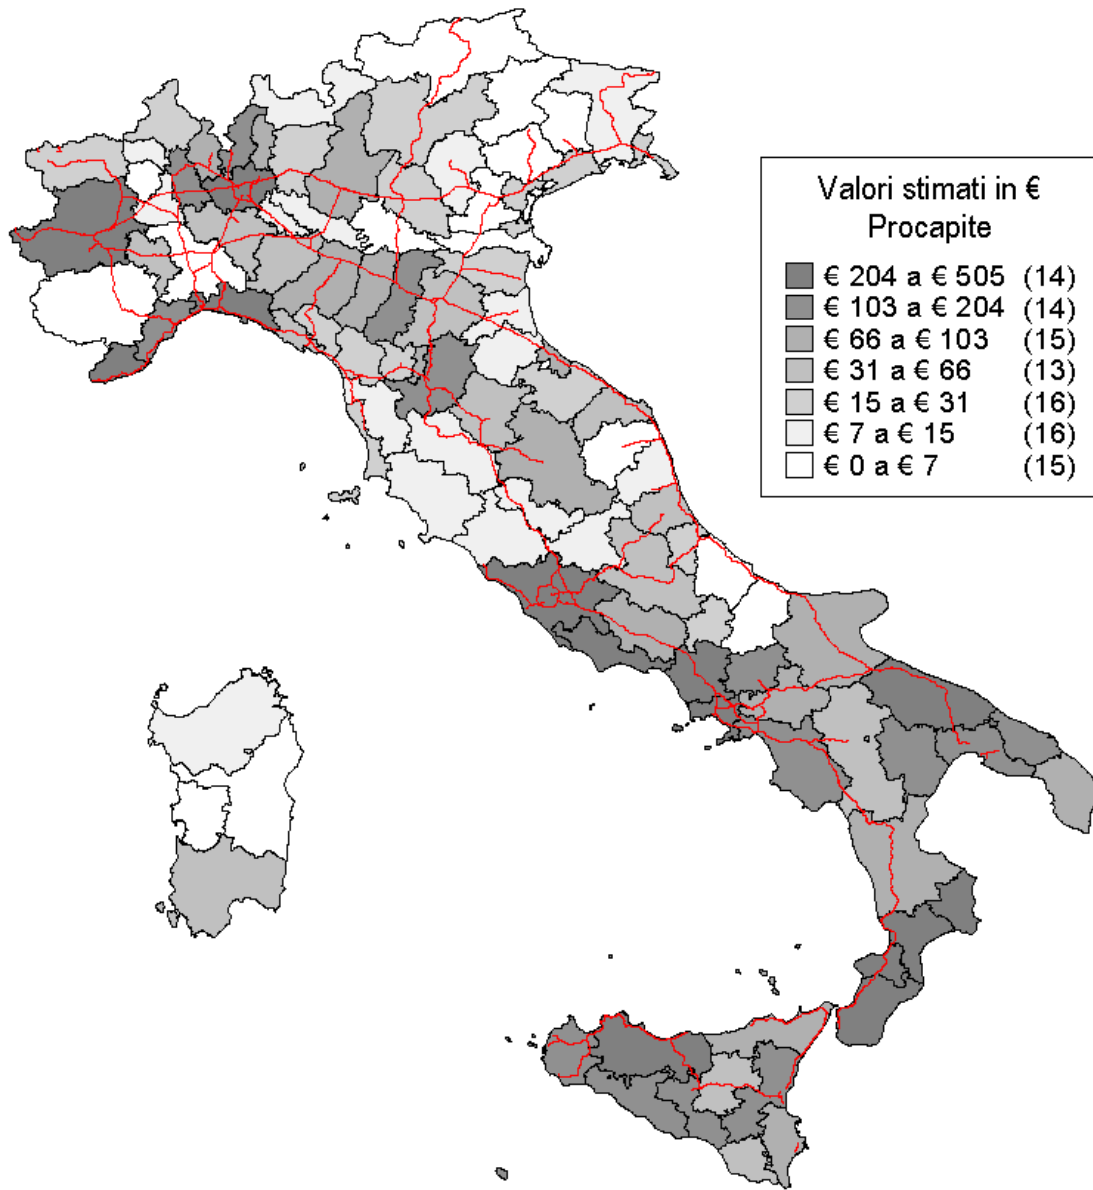 Valori stimati in €
Procapite
€ 204 a € 505 (14)
€ 103 a € 204 (14)
€ 66 a € 103 (15)
€ 31 a € 66 (13)
€ 15 a € 31 (16)
€ 7 a € 15 (16)
€ 0 a € 7 (15)